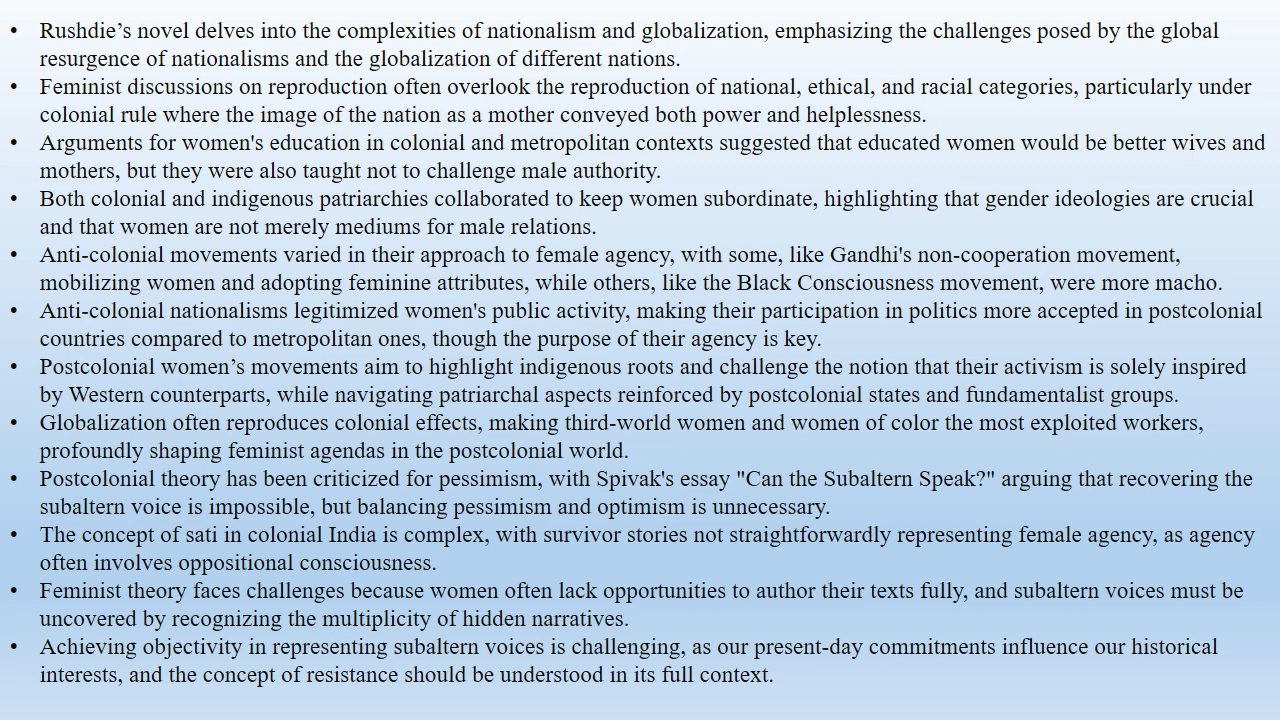 • Rushdie’s novel delves into the complexities of nationalism and globalization, emphasizing the challenges posed by the global
resurgence of nationalisms and the globalization of different nations.
• Feminist discussions on reproduction often overlook the reproduction of national, ethical, and racial categories, particularly under
colonial rule where the image of the nation as a mother conveyed both power and helplessness.
• Arguments for women's education in colonial and metropolitan contexts suggested that educated women would be better wives and
mothers, but they were also taught not to challenge male authority.
• Both colonial and indigenous patriarchies collaborated to keep women subordinate, highlighting that gender ideologies are crucial
and that women are not merely mediums for male relations.
• Anti-colonial movements varied in their approach to female agency, with some, like Gandhi's non-cooperation movement,
mobilizing women and adopting feminine attributes, while others, like the Black Consciousness movement, were more macho.
• Anti-colonial nationalisms legitimized women's public activity, making their participation in politics more accepted in postcolonial
countries compared to metropolitan ones, though the purpose of their agency is key.
• Postcolonial women’s movements aim to highlight indigenous roots and challenge the notion that their activism is solely inspired
by Western counterparts, while navigating patriarchal aspects reinforced by postcolonial states and fundamentalist groups.
• Globalization often reproduces colonial effects, making third-world women and women of color the most exploited workers,
profoundly shaping feminist agendas in the postcolonial world.
• Postcolonial theory has been criticized for pessimism, with Spivak's essay "Can the Subaltern Speak?" arguing that recovering the
subaltern voice is impossible, but balancing pessimism and optimism is unnecessary.
• The concept of sati in colonial India is complex, with survivor stories not straightforwardly representing female agency, as agency
often involves oppositional consciousness.
• Feminist theory faces challenges because women often lack opportunities to author their texts fully, and subaltern voices must be
uncovered by recognizing the multiplicity of hidden narratives.
• Achieving objectivity in representing subaltern voices is challenging, as our present-day commitments influence our historical
interests, and the concept of resistance should be understood in its full context.